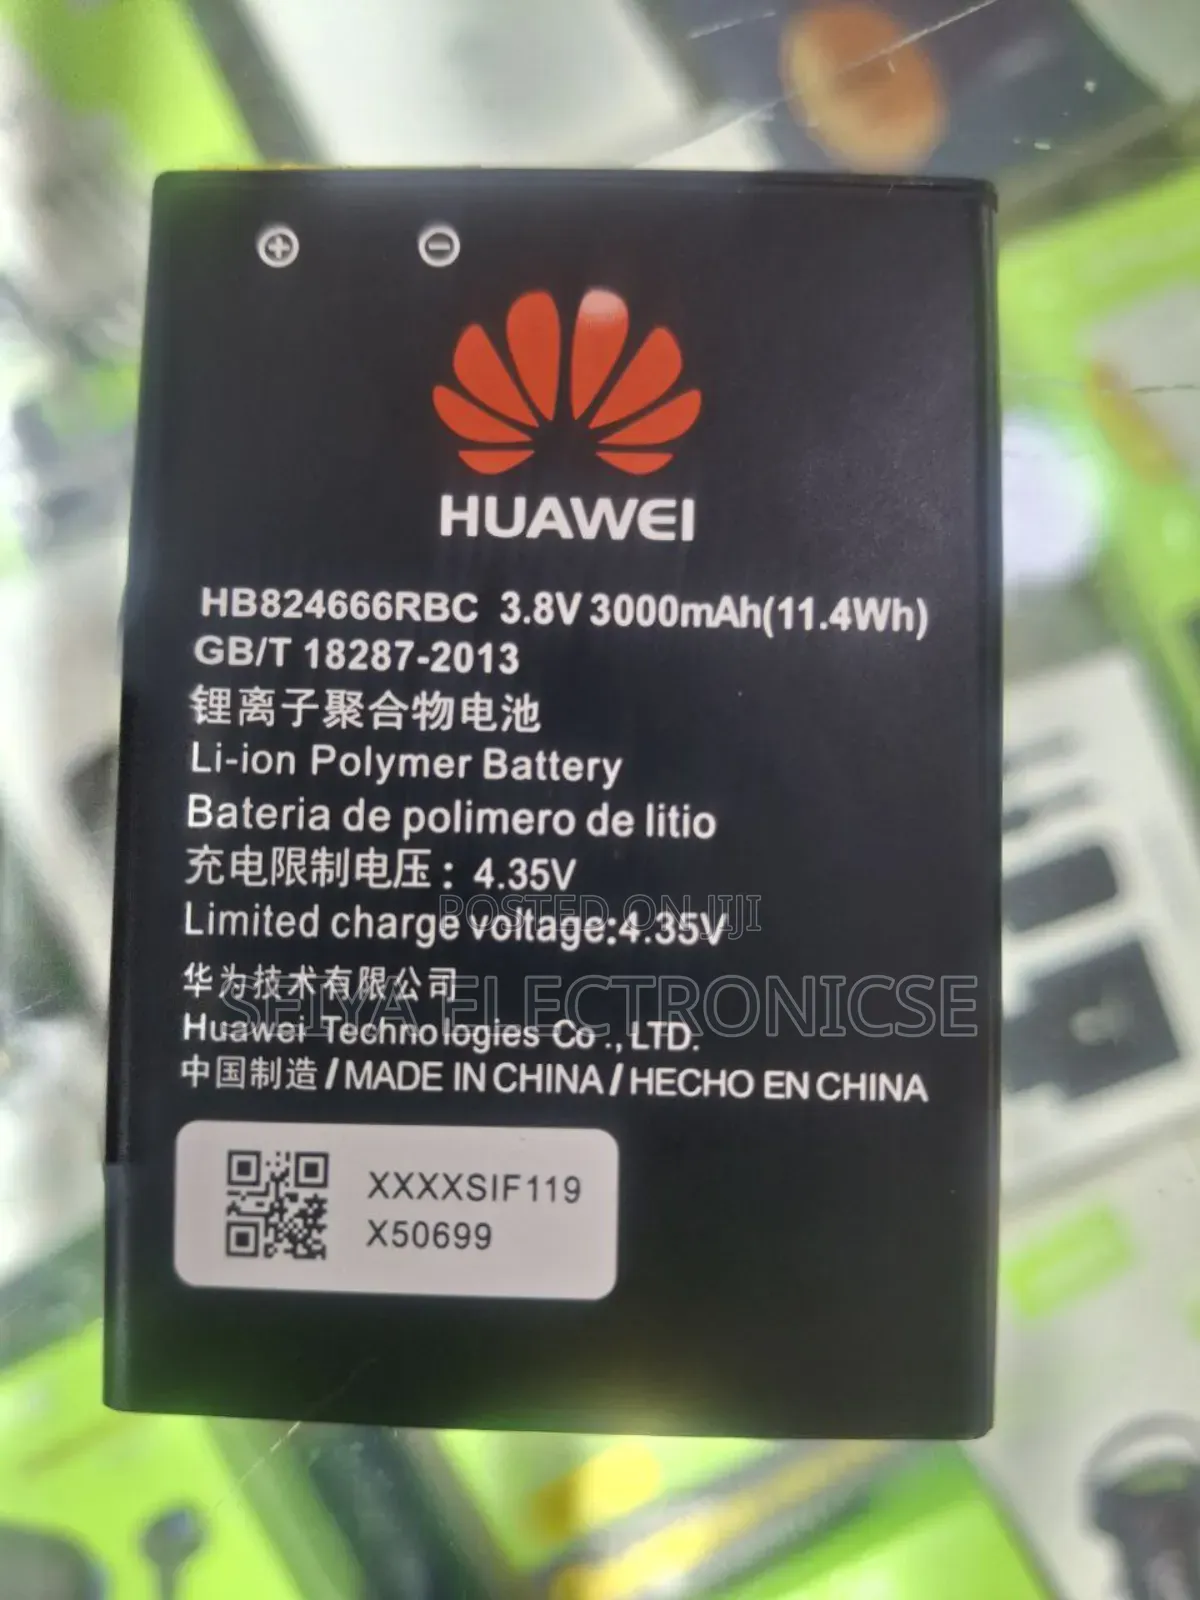 HUAWEI
HB824666RBC 3.8V 3000mAh(11.4Wh)
GB/T 18287-2013
锂离子聚合物电池
Li-ion Polymer Battery
Bateria de polimero de litio
充电限制电压：4.35V
Limited charge voltage:4.35V
POSTED ON JIJI
华为技术有限公司
SEIYA ELECTRONICSE
Huawei Technologies Co .,LTD.
中国制造/MADE IN CHINA/HECHO EN CHINA
XXXXSIF119
X50699